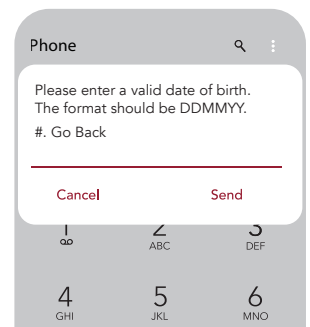 Phone
Please enter a valid date of birth.
The format should be DDMMYY.
#. Go Back
Cancel Send
1 2 3
ABC DEF
4 5 6
GHI JKL MNO